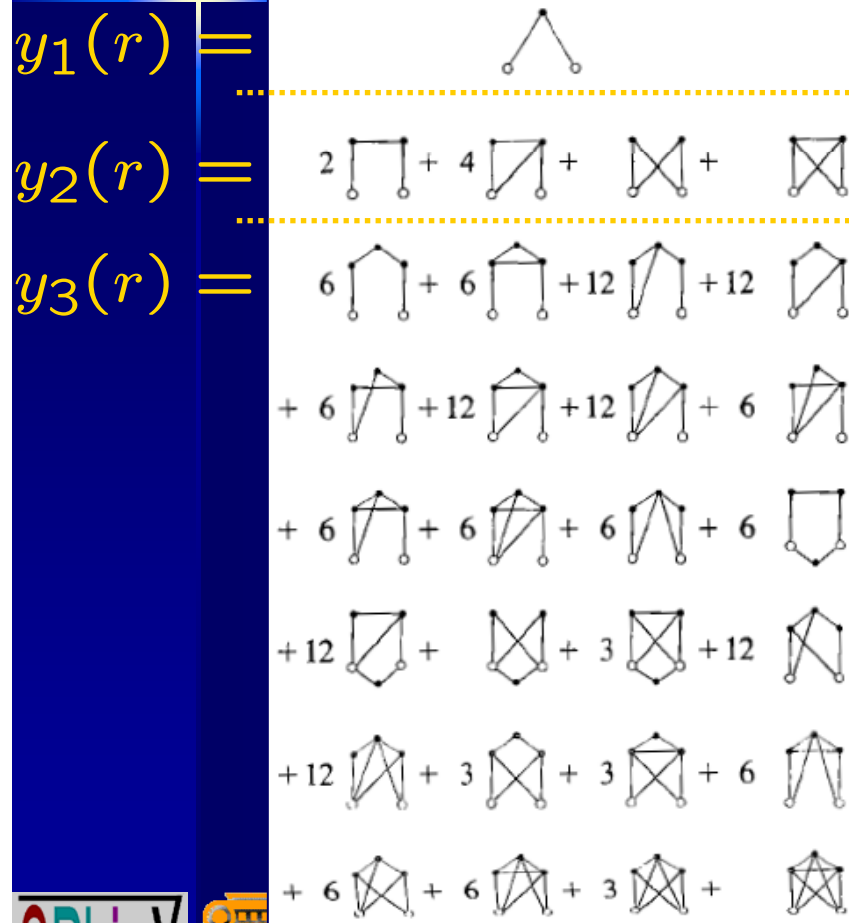 y₁(r) =
y₂(r) = 2 + 4 + +
y₃(r) = 6 + 6 +12 +12
+ 6 +12 +12 + 6
+ 6 + 6 + 6 + 6
+12 + + 3 +12
+12 + 3 + 3 + 6
+ 6 + 6 + 3 +